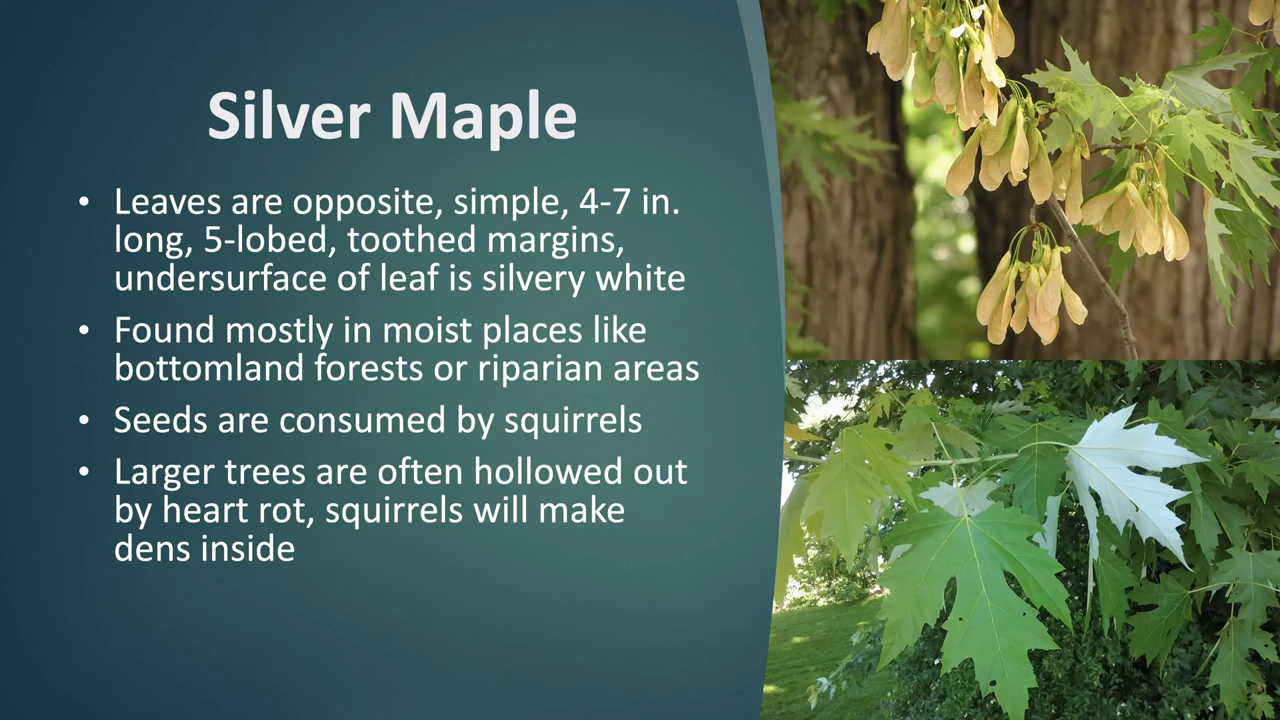 Silver Maple
• Leaves are opposite, simple, 4-7 in.
long, 5-lobed, toothed margins,
undersurface of leaf is silvery white
• Found mostly in moist places like
bottomland forests or riparian areas
• Seeds are consumed by squirrels
• Larger trees are often hollowed out
by heart rot, squirrels will make
dens inside